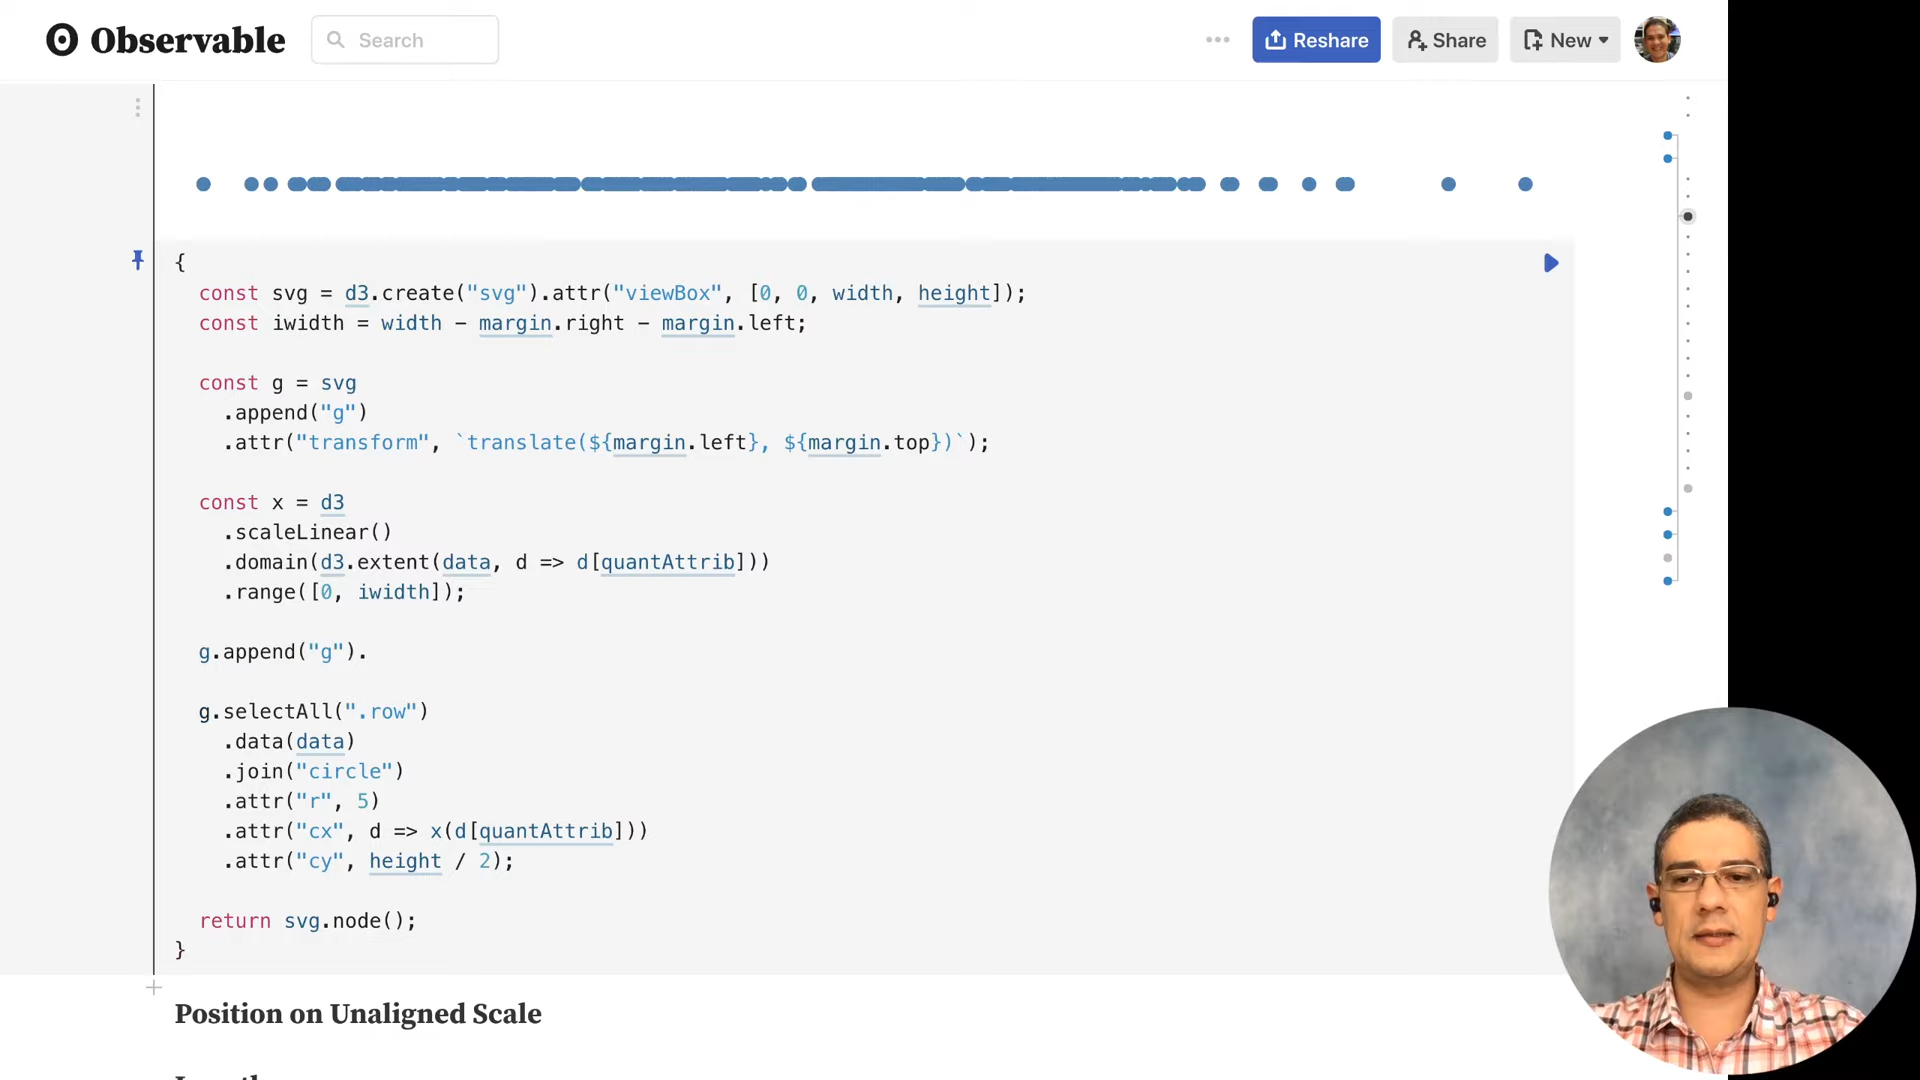 Observable
Search
Reshare
Share
New
{
const svg = d3.create("svg").attr("viewBox", [0, 0, width, height]);
const iwidth = width - margin.right - margin.left;
const g = svg
.append("g")
.attr("transform", `translate(${margin.left}, ${margin.top})`);
const x = d3
.scaleLinear()
.domain(d3.extent(data, d => d[quantAttrib]))
.range([0, iwidth]);
g.append("g").
g.selectAll(".row")
.data(data)
.join("circle")
.attr("r", 5)
.attr("cx", d => x(d[quantAttrib]))
.attr("cy", height / 2);
return svg.node();
}
Position on Unaligned Scale